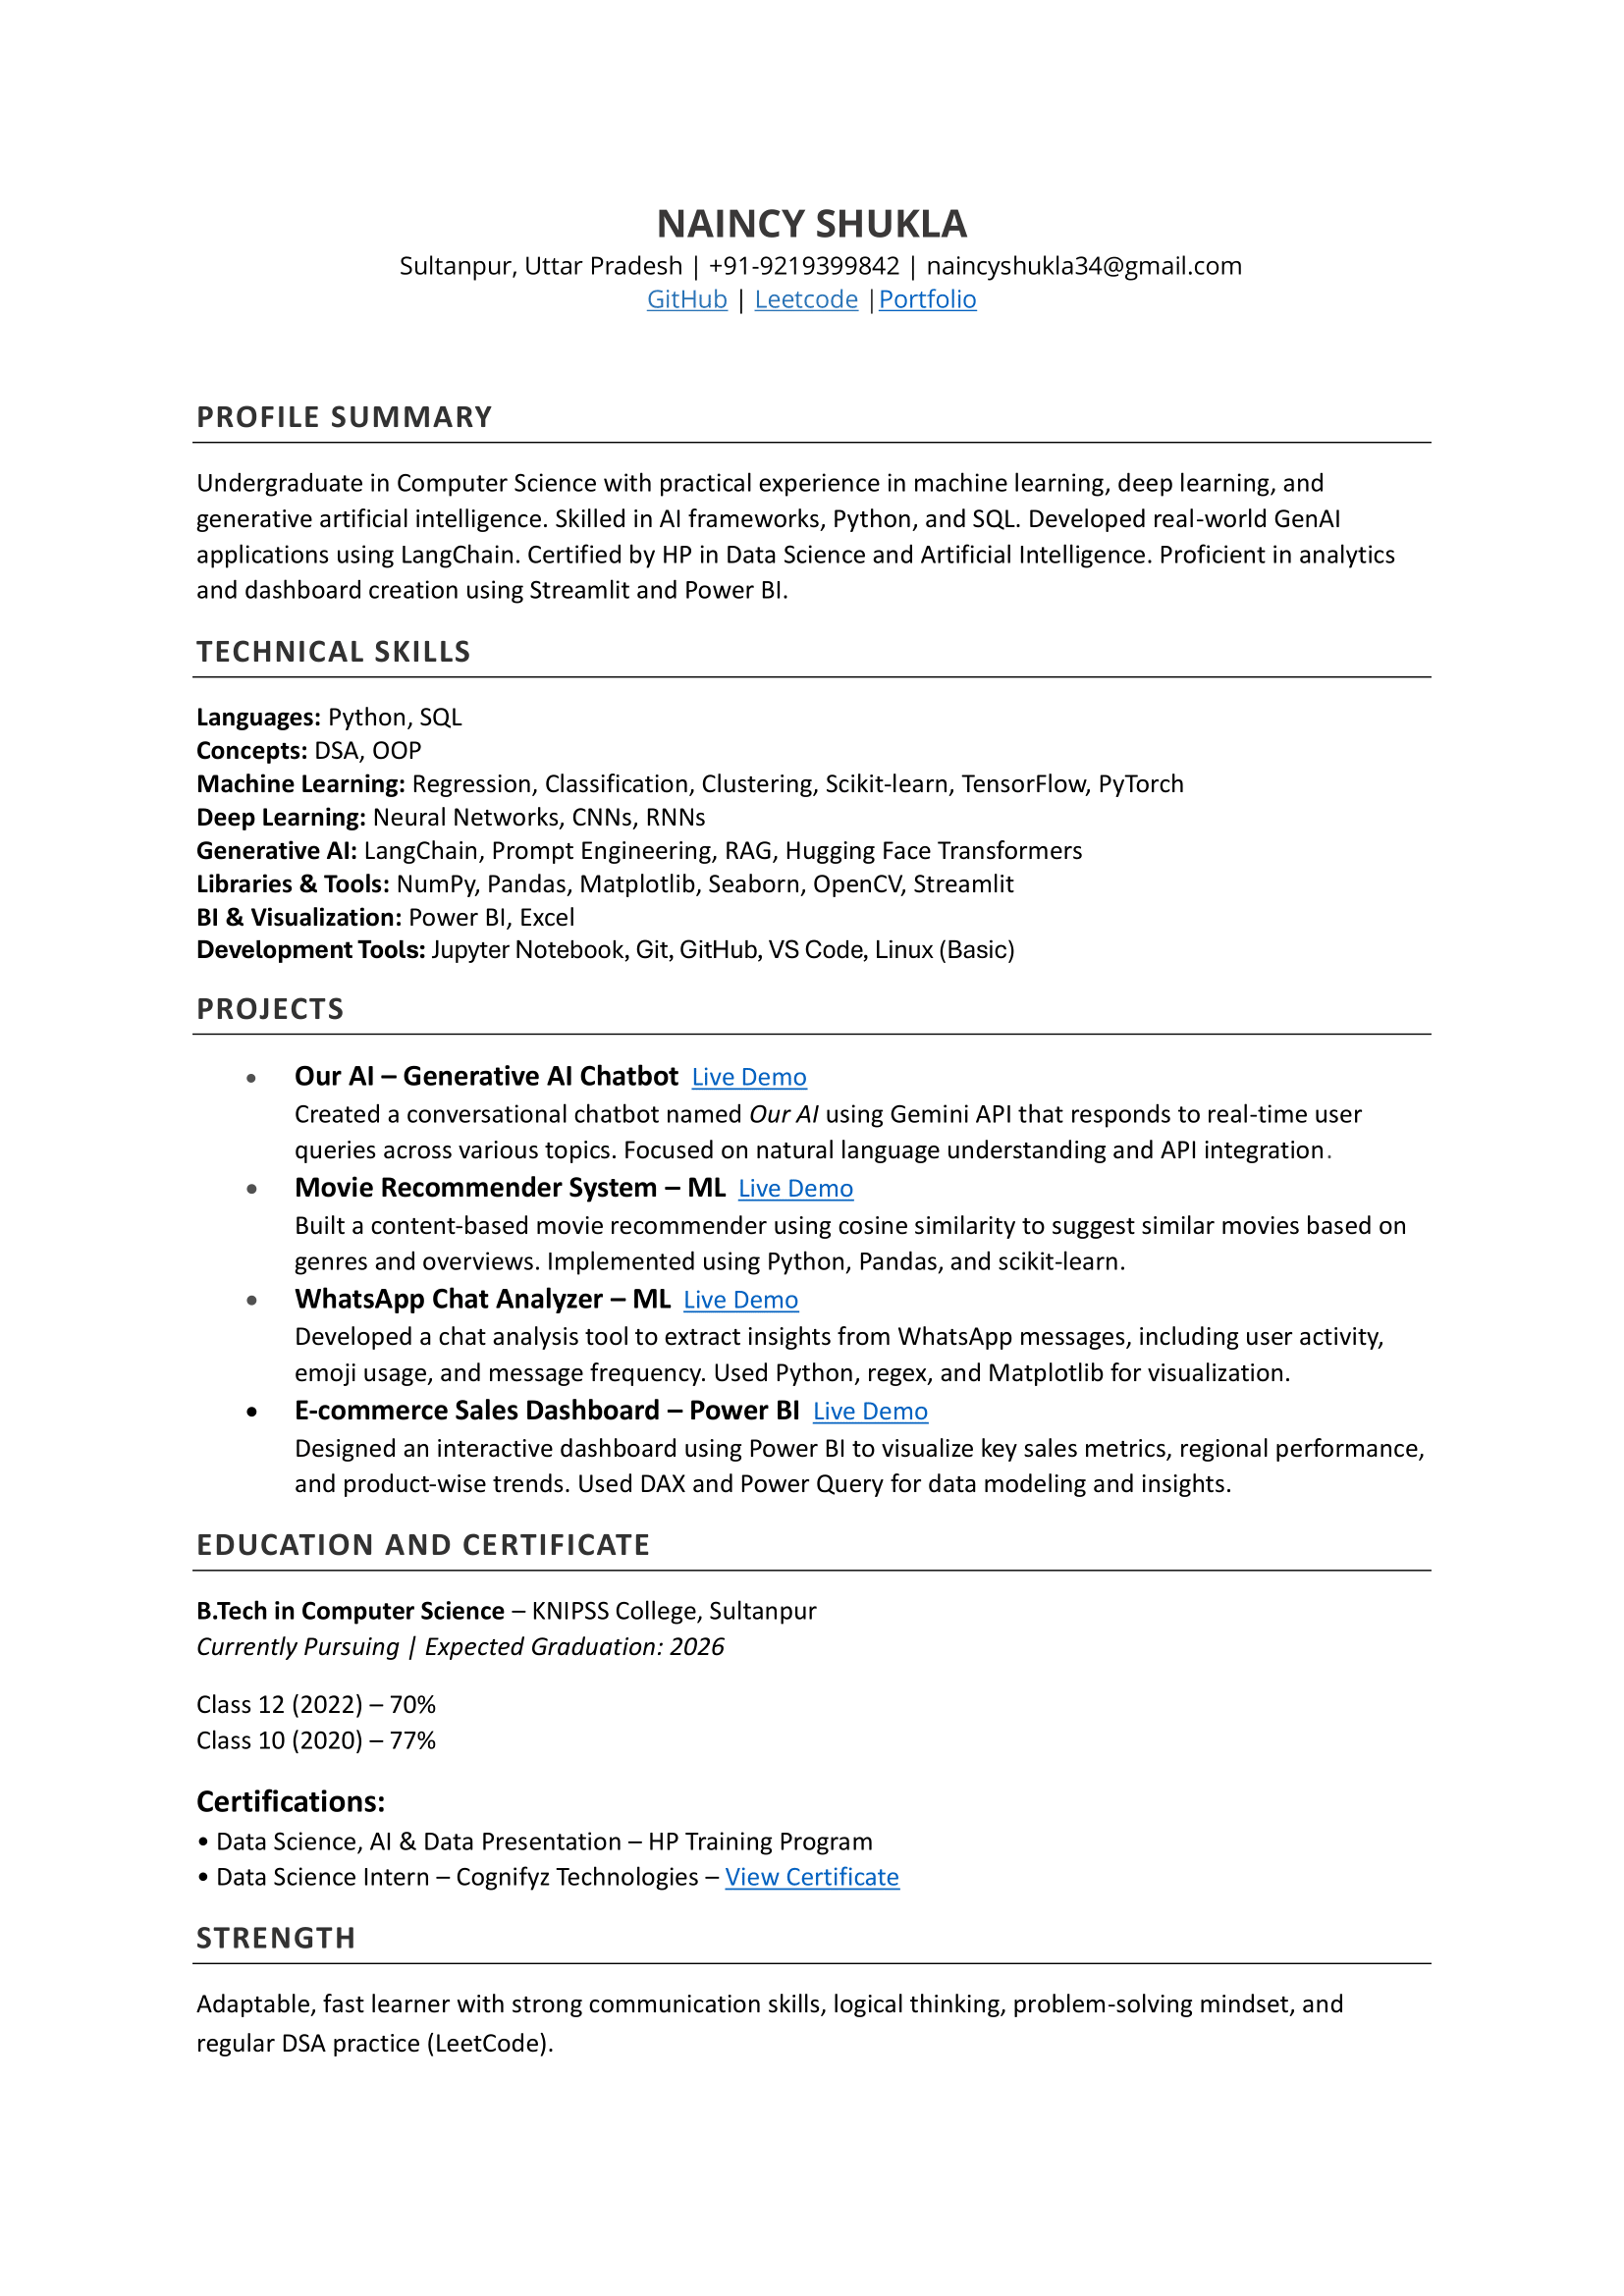 NAINCY SHUKLA
Sultanpur, Uttar Pradesh | +91-9219399842 | naincyshukla34@gmail.com
GitHub | Leetcode |Portfolio
PROFILE SUMMARY
Undergraduate in Computer Science with practical experience in machine learning, deep learning, and
generative artificial intelligence. Skilled in AI frameworks, Python, and SQL. Developed real-world GenAI
applications using LangChain. Certified by HP in Data Science and Artificial Intelligence. Proficient in analytics
and dashboard creation using Streamlit and Power BI.
TECHNICAL SKILLS
Languages: Python, SQL
Concepts: DSA, OOP
Machine Learning: Regression, Classification, Clustering, Scikit-learn, TensorFlow, PyTorch
Deep Learning: Neural Networks, CNNs, RNNs
Generative AI: LangChain, Prompt Engineering, RAG, Hugging Face Transformers
Libraries & Tools: NumPy, Pandas, Matplotlib, Seaborn, OpenCV, Streamlit
BI & Visualization: Power BI, Excel
Development Tools: Jupyter Notebook, Git, GitHub, VS Code, Linux (Basic)
PROJECTS
• Our AI – Generative AI Chatbot Live Demo
Created a conversational chatbot named Our AI using Gemini API that responds to real-time user
queries across various topics. Focused on natural language understanding and API integration.
• Movie Recommender System – ML Live Demo
Built a content-based movie recommender using cosine similarity to suggest similar movies based on
genres and overviews. Implemented using Python, Pandas, and scikit-learn.
• WhatsApp Chat Analyzer – ML Live Demo
Developed a chat analysis tool to extract insights from WhatsApp messages, including user activity,
emoji usage, and message frequency. Used Python, regex, and Matplotlib for visualization.
• E-commerce Sales Dashboard – Power BI Live Demo
Designed an interactive dashboard using Power BI to visualize key sales metrics, regional performance,
and product-wise trends. Used DAX and Power Query for data modeling and insights.
EDUCATION AND CERTIFICATE
B.Tech in Computer Science – KNIPSS College, Sultanpur
Currently Pursuing | Expected Graduation: 2026
Class 12 (2022) – 70%
Class 10 (2020) – 77%
Certifications:
• Data Science, AI & Data Presentation – HP Training Program
• Data Science Intern – Cognifyz Technologies – View Certificate
STRENGTH
Adaptable, fast learner with strong communication skills, logical thinking, problem-solving mindset, and
regular DSA practice (LeetCode).